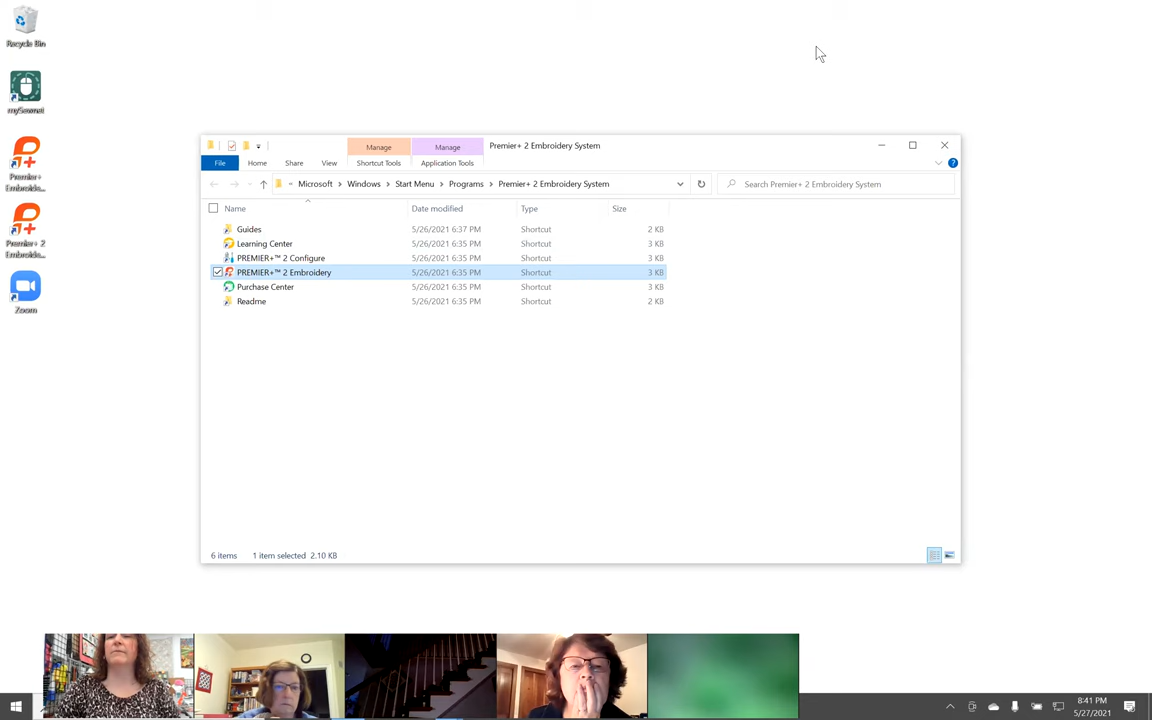 Recycle Bin
mySewnet
Premier+
Embroide...
Premier+ 2
Embroide...
Zoom
Manage
Manage
Premier+ 2 Embroidery System
File
Home
Share
View
Shortcut Tools
Application Tools
« Microsoft > Windows > Start Menu > Programs > Premier+ 2 Embroidery System
Search Premier+ 2 Embroidery System
Name Date modified Type Size
Guides 5/26/2021 6:37 PM Shortcut 2 KB
Learning Center 5/26/2021 6:35 PM Shortcut 3 KB
PREMIER+™ 2 Configure 5/26/2021 6:35 PM Shortcut 3 KB
PREMIER+™ 2 Embroidery 5/26/2021 6:35 PM Shortcut 3 KB
Purchase Center 5/26/2021 6:35 PM Shortcut 3 KB
Readme 5/26/2021 6:35 PM Shortcut 2 KB
6 items 1 item selected 2.10 KB
8:41 PM
5/27/2021